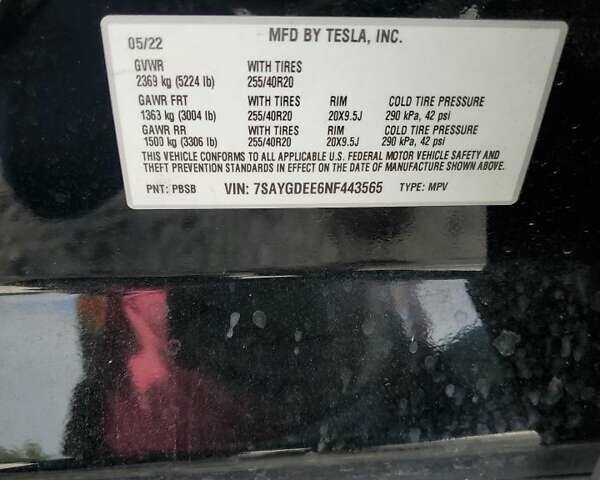 05/22 MFD BY TESLA, INC.
GVWR WITH TIRES
2369 kg (5224 lb) 255/40R20
GAWR FRT WITH TIRES RIM COLD TIRE PRESSURE
1363 kg (3004 lb) 255/40R20 20X9.5J 290 kPa, 42 psi
GAWR RR WITH TIRES RIM COLD TIRE PRESSURE
1500 kg (3306 lb) 255/40R20 20X9.5J 290 kPa, 42 psi
THIS VEHICLE CONFORMS TO ALL APPLICABLE U.S. FEDERAL MOTOR VEHICLE SAFETY AND
THEFT PREVENTION STANDARDS IN EFFECT ON THE DATE OF MANUFACTURE SHOWN ABOVE.
PNT: PBSB VIN: 7SAYGDEE6NF443565 TYPE: MPV